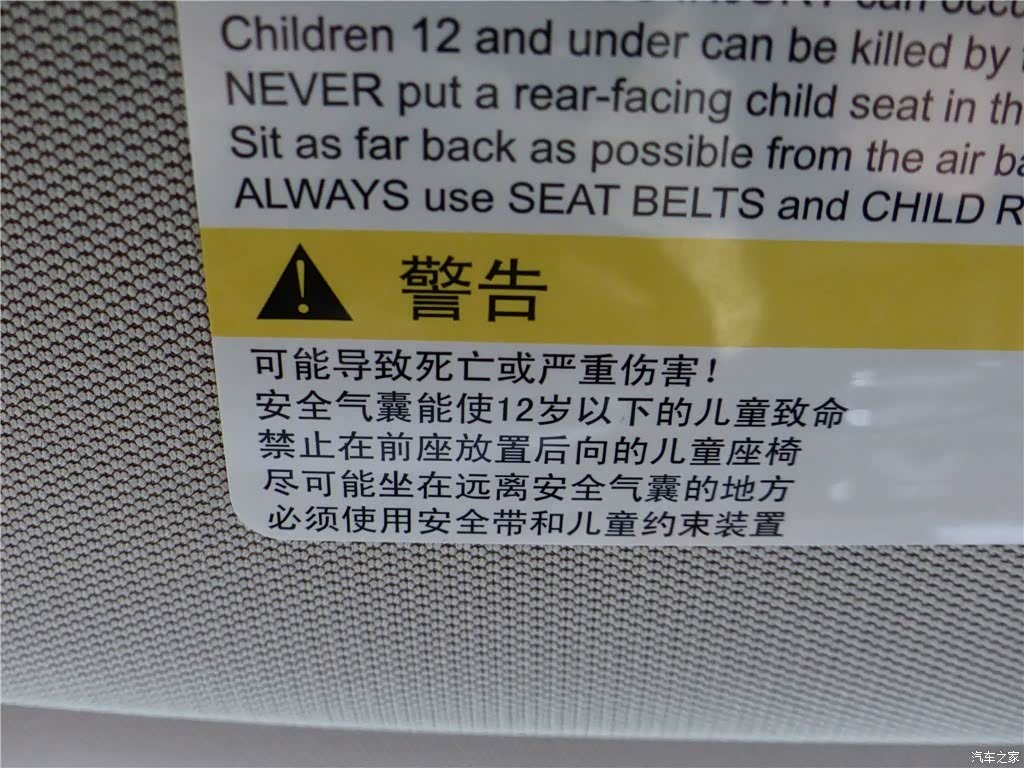 can occu
Children 12 and under can be killed by
NEVER put a rear-facing child seat in th
Sit as far back as possible from the air ba
ALWAYS use SEAT BELTS and CHILD R
警告
可能导致死亡或严重伤害！
安全气囊能使12岁以下的儿童致命
禁止在前座放置后向的儿童座椅
尽可能坐在远离安全气囊的地方
必须使用安全带和儿童约束装置
汽车之家